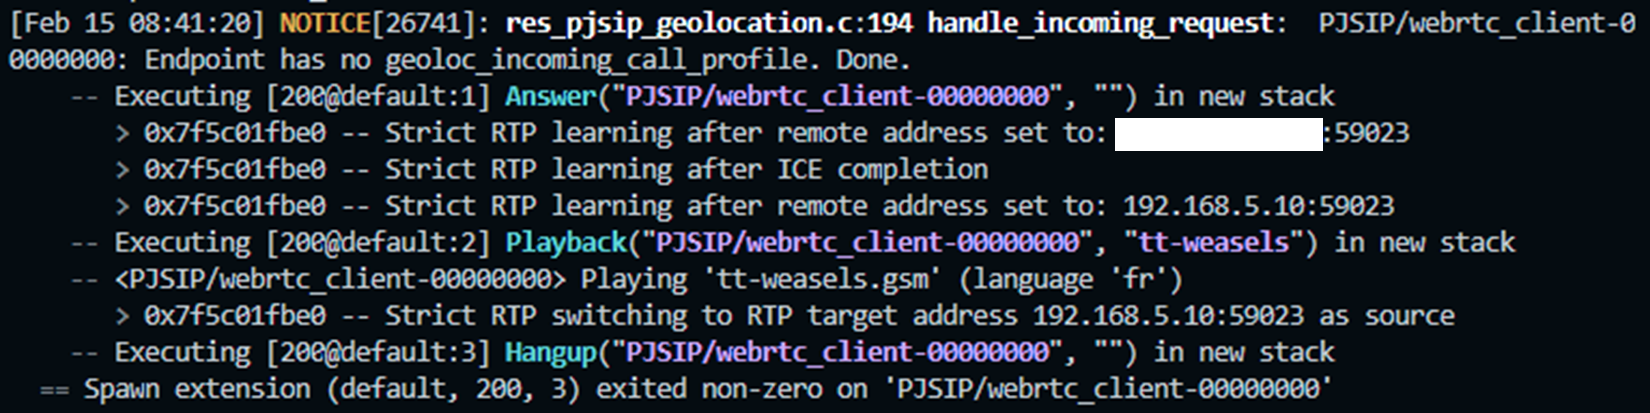 [Feb 15 08:41:20] NOTICE[26741]: res_pjsip_geolocation.c:194 handle_incoming_request:  PJSIP/webrtc_client-0
0000000: Endpoint has no geoloc_incoming_call_profile. Done.
-- Executing [200@default:1] Answer("PJSIP/webrtc_client-00000000", "") in new stack
> 0x7f5c01fbe0 -- Strict RTP learning after remote address set to: :59023
> 0x7f5c01fbe0 -- Strict RTP learning after ICE completion
> 0x7f5c01fbe0 -- Strict RTP learning after remote address set to: 192.168.5.10:59023
-- Executing [200@default:2] Playback("PJSIP/webrtc_client-00000000", "tt-weasels") in new stack
-- <PJSIP/webrtc_client-00000000> Playing 'tt-weasels.gsm' (language 'fr')
> 0x7f5c01fbe0 -- Strict RTP switching to RTP target address 192.168.5.10:59023 as source
-- Executing [200@default:3] Hangup("PJSIP/webrtc_client-00000000", "") in new stack
== Spawn extension (default, 200, 3) exited non-zero on 'PJSIP/webrtc_client-00000000'